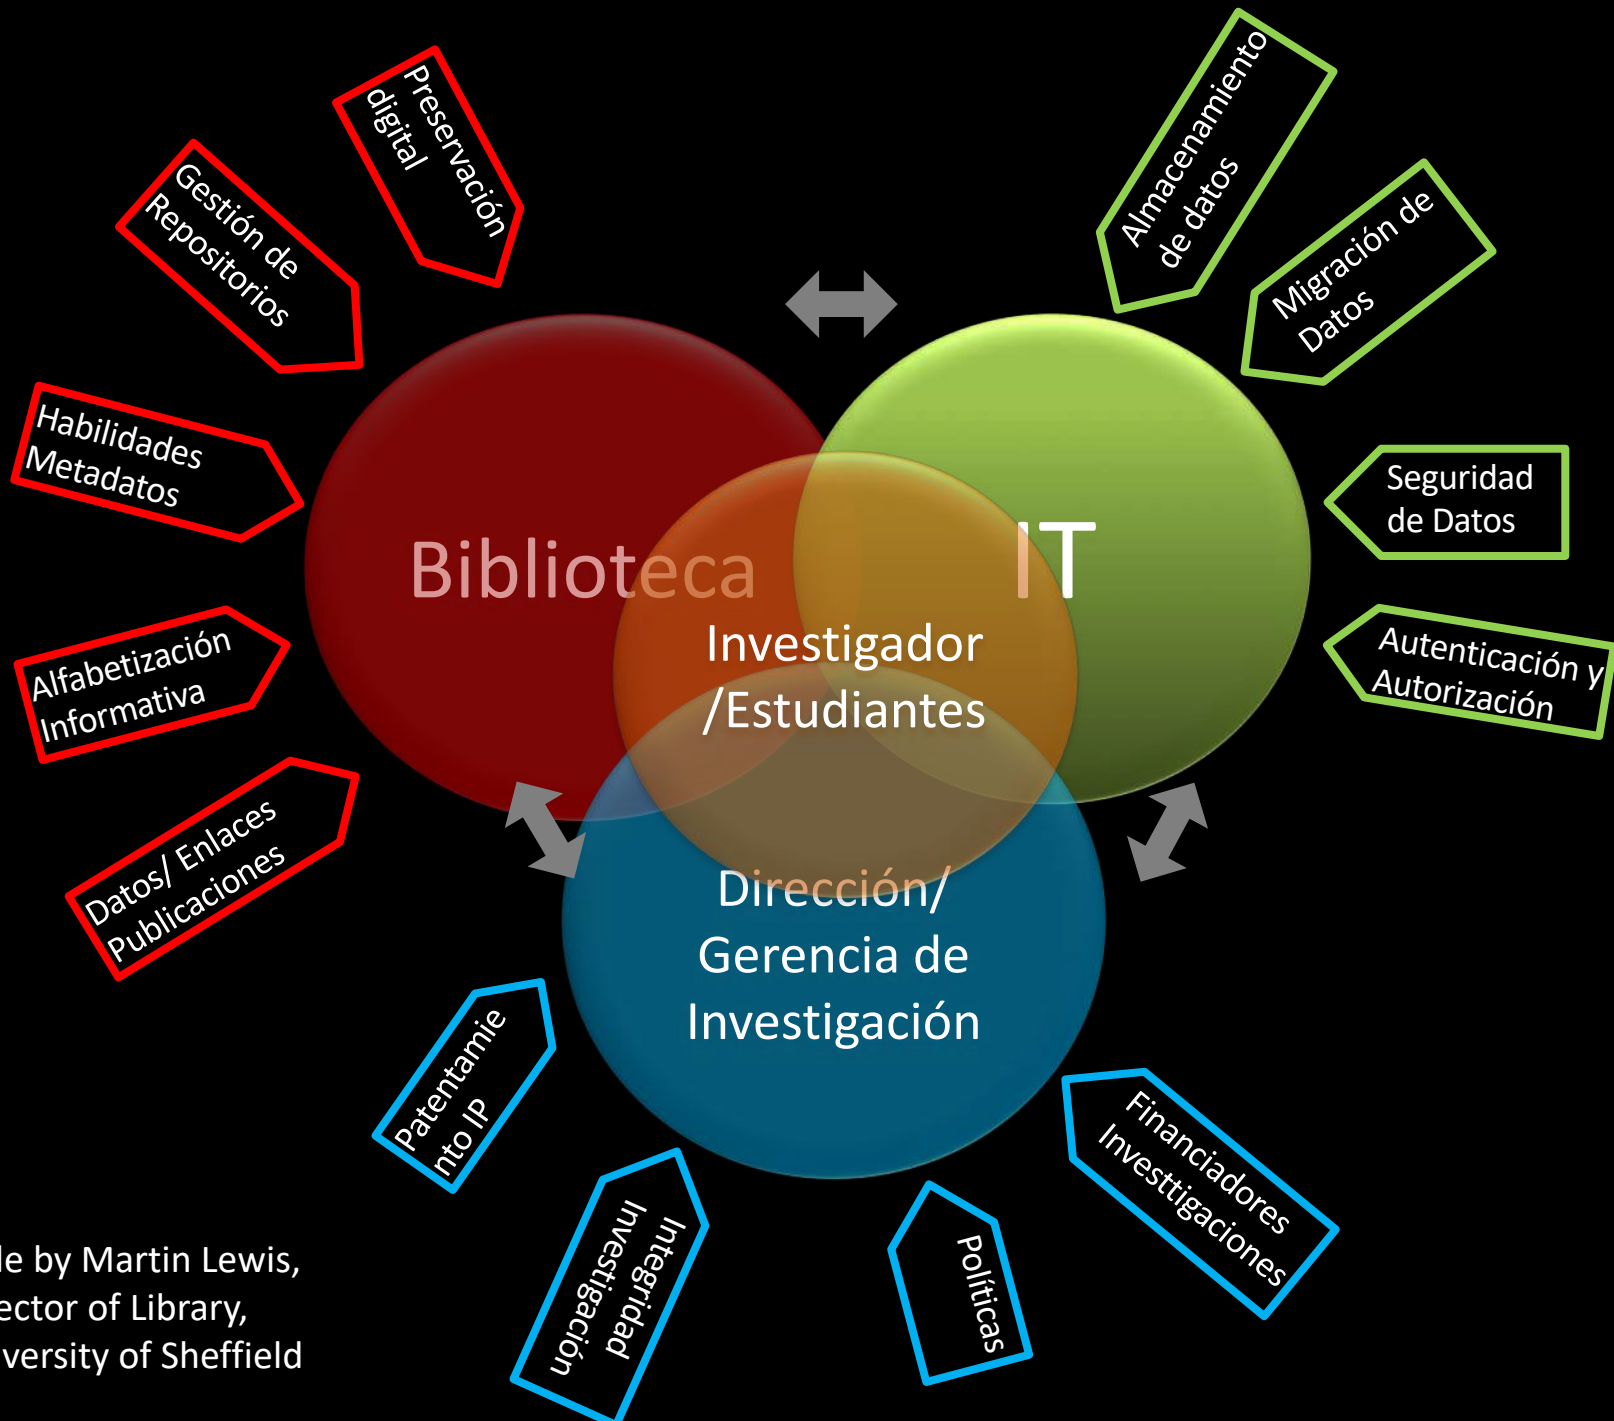 Preservación
digital
Gestión de
Repositorios
Habilidades
Metadatos
Alfabetización
Informativa
Datos/ Enlaces
Publicaciones
Almacenamiento
de datos
Migración de
Datos
Seguridad
de Datos
Autenticación y
Autorización
Biblioteca
IT
Investigador
/Estudiantes
Dirección/
Gerencia de
Investigación
Patentamie
nto IP
Integridad
Investigación
Políticas
Financiadores
Investtigaciones
le by Martin Lewis,
ector of Library,
iversity of Sheffield